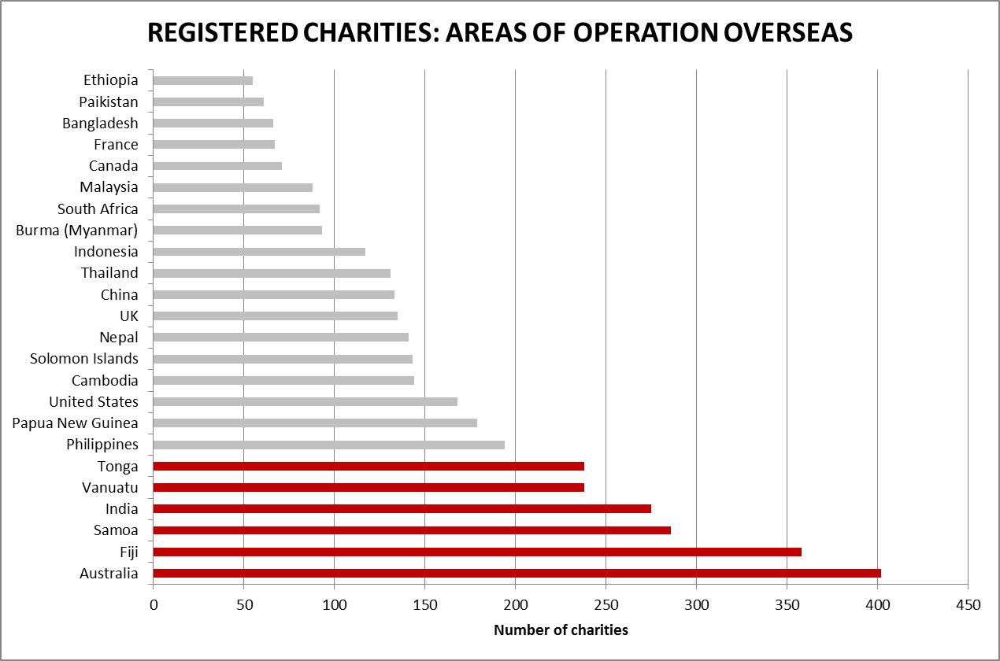 REGISTERED CHARITIES: AREAS OF OPERATION OVERSEAS
Ethiopia
Paikistan
Bangladesh
France
Canada
Malaysia
South Africa
Burma (Myanmar)
Indonesia
Thailand
China
UK
Nepal
Solomon Islands
Cambodia
United States
Papua New Guinea
Philippines
Tonga
Vanuatu
India
Samoa
Fiji
Australia
0 50 100 150 200 250 300 350 400 450
Number of charities